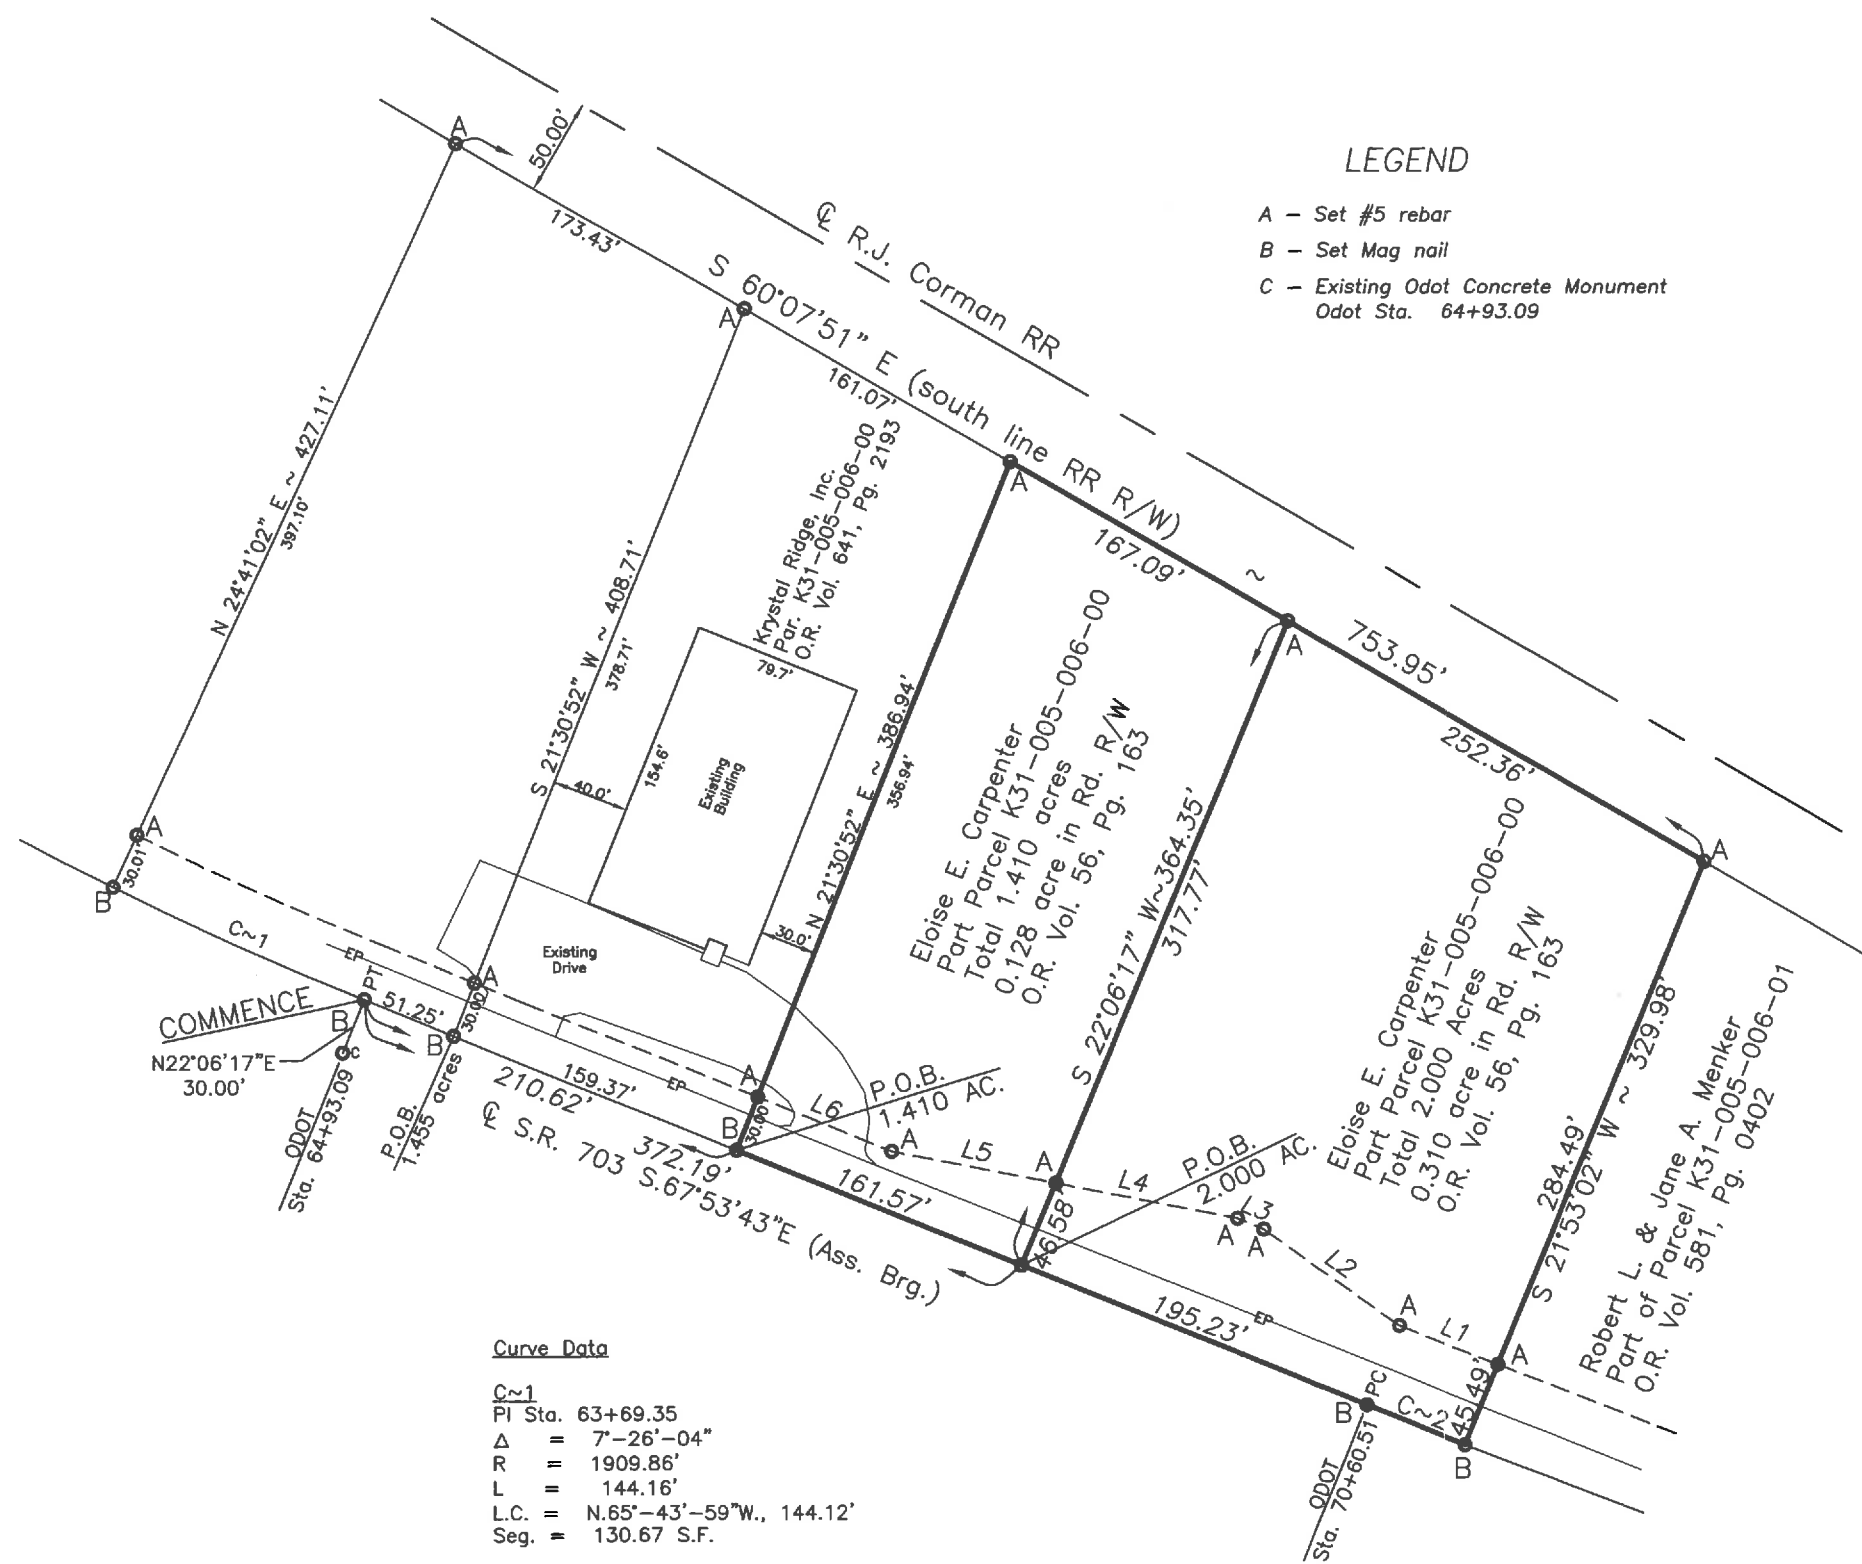 LEGEND
A – Set #5 rebar
B – Set Mag nail
C – Existing Odot Concrete Monument
Odot Sta. 64+93.09
A
50.00'
173.43'
℄ R.J. Corman RR
S 60°07'51" E (south line RR R/W) ~ 753.95'
A
161.07'
A
167.09'
A
252.36'
A
N 24°41'02" E ~ 427.11'
397.10'
S 21°30'52" W ~ 408.71'
378.71'
Krystal Ridge, Inc.
Par. K31-005-006-00
O.R. Vol. 641, Pg. 2193
79.7'
154.6'
Existing
Building
40.0'
30.0'
N 21°30'52" E ~ 386.94'
356.94'
Eloise E. Carpenter
Part Parcel K31-005-006-00
Total 1.410 acres
0.128 acre in Rd. R/W
O.R. Vol. 56, Pg. 163
S 22°06'17" W~364.35'
317.77'
Eloise E. Carpenter
Part Parcel K31-005-006-00
Total 2.000 Acres
0.310 acre in Rd. R/W
O.R. Vol. 56, Pg. 163
S 21°53'02" W ~ 329.98'
284.49'
Robert L. & Jane A. Menker
Part of Parcel K31-005-006-01
O.R. Vol. 581, Pg. 0402
A
30.01'
B
C~1
EP
Existing
Drive
A
30.00'
PT
COMMENCE
B
51.25'
B
C
N22°06'17"E
30.00'
ODOT
Sta. 64+93.09
P.O.B.
1.455 acres
159.37'
210.62'
EP
A
30.00'
B
L6
P.O.B.
1.410 AC.
A
L5
A
L4
P.O.B.
2.000 AC.
372.19'
℄ S.R. 703 S.67°53'43"E (Ass. Brg.)
161.57'
46.58'
A
L3
A
L2
A
L1
A
195.23'
EP
PC
B
C~2
45.49'
B
ODOT
Sta. 70+60.51
Curve Data
C~1
PI Sta. 63+69.35
Δ = 7°-26'-04"
R = 1909.86'
L = 144.16'
L.C. = N.65°-43'-59"W., 144.12'
Seg. = 130.67 S.F.